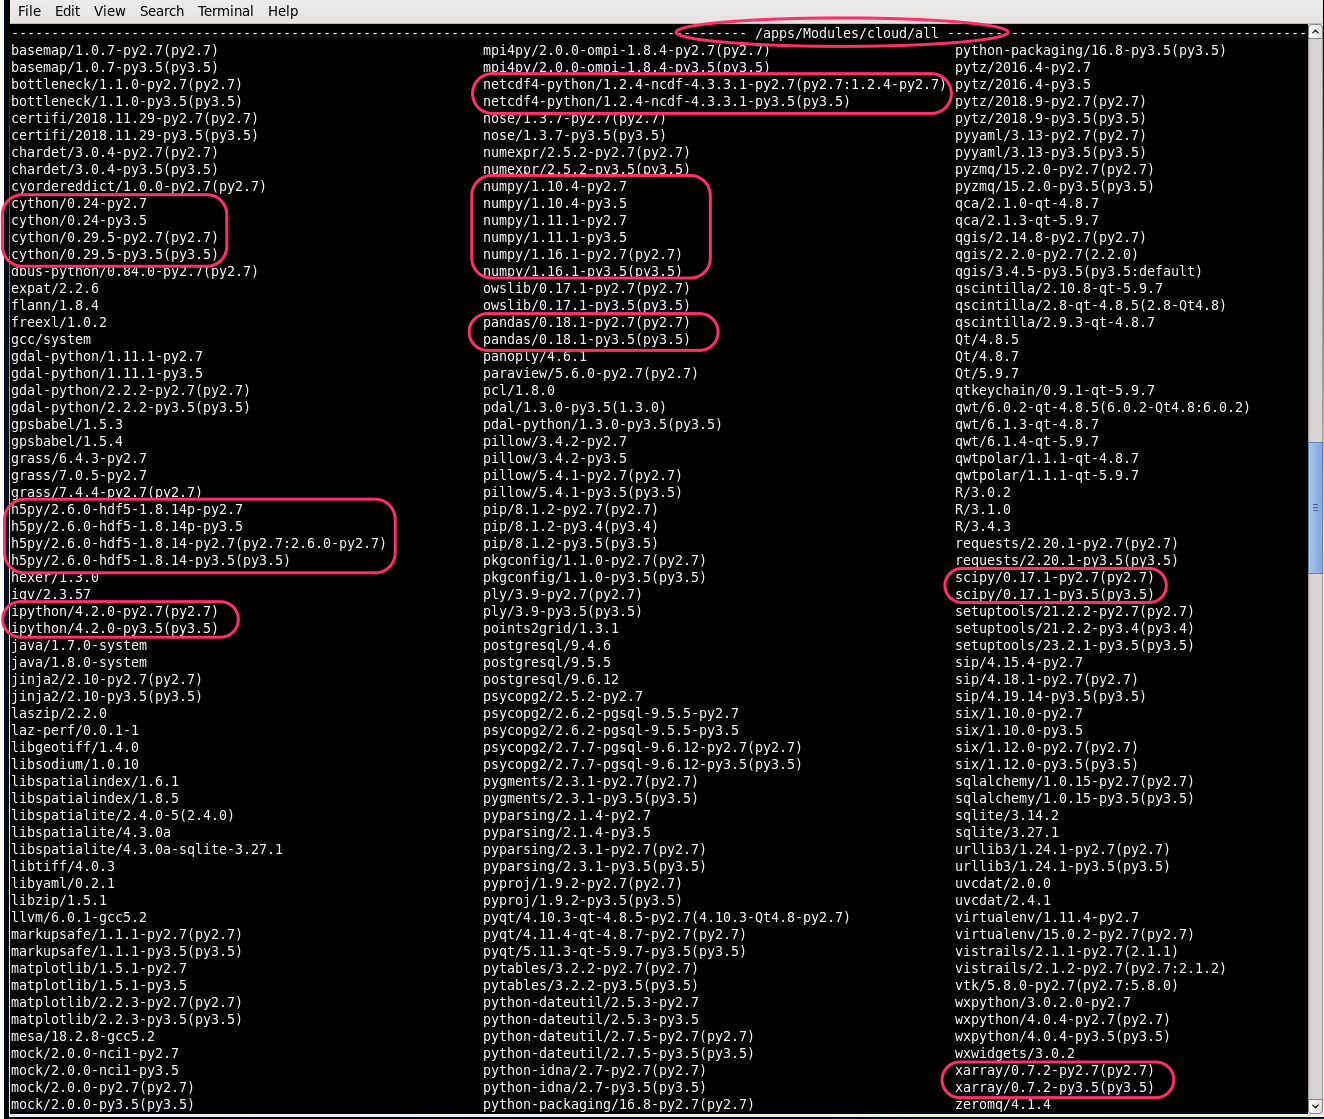 File Edit View Search Terminal Help
------------------------------------------------------------------------------------ /apps/Modules/cloud/all ---------------------------------------------
basemap/1.0.7-py2.7(py2.7) mpi4py/2.0.0-ompi-1.8.4-py2.7(py2.7) python-packaging/16.8-py3.5(py3.5)
basemap/1.0.7-py3.5(py3.5) mpi4py/2.0.0-ompi-1.8.4-py3.5(py3.5) pytz/2016.4-py2.7
bottleneck/1.1.0-py2.7(py2.7) netcdf4-python/1.2.4-ncdf-4.3.3.1-py2.7(py2.7:1.2.4-py2.7) pytz/2016.4-py3.5
bottleneck/1.1.0-py3.5(py3.5) netcdf4-python/1.2.4-ncdf-4.3.3.1-py3.5(py3.5) pytz/2018.9-py2.7(py2.7)
certifi/2018.11.29-py2.7(py2.7) nose/1.3.7-py2.7(py2.7) pytz/2018.9-py3.5(py3.5)
certifi/2018.11.29-py3.5(py3.5) nose/1.3.7-py3.5(py3.5) pyyaml/3.13-py2.7(py2.7)
chardet/3.0.4-py2.7(py2.7) numexpr/2.5.2-py2.7(py2.7) pyyaml/3.13-py3.5(py3.5)
chardet/3.0.4-py3.5(py3.5) numexpr/2.5.2-py3.5(py3.5) pyzmq/15.2.0-py2.7(py2.7)
cyordereddict/1.0.0-py2.7(py2.7) numpy/1.10.4-py2.7 pyzmq/15.2.0-py3.5(py3.5)
cython/0.24-py2.7 numpy/1.10.4-py3.5 qca/2.1.0-qt-4.8.7
cython/0.24-py3.5 numpy/1.11.1-py2.7 qca/2.1.3-qt-5.9.7
cython/0.29.5-py2.7(py2.7) numpy/1.11.1-py3.5 qgis/2.14.8-py2.7(py2.7)
cython/0.29.5-py3.5(py3.5) numpy/1.16.1-py2.7(py2.7) qgis/2.2.0-py2.7(2.2.0)
dbus-python/0.84.0-py2.7(py2.7) numpy/1.16.1-py3.5(py3.5) qgis/3.4.5-py3.5(py3.5:default)
expat/2.2.6 owslib/0.17.1-py2.7(py2.7) qscintilla/2.10.8-qt-5.9.7
flann/1.8.4 owslib/0.17.1-py3.5(py3.5) qscintilla/2.8-qt-4.8.5(2.8-Qt4.8)
freexl/1.0.2 pandas/0.18.1-py2.7(py2.7) qscintilla/2.9.3-qt-4.8.7
gcc/system pandas/0.18.1-py3.5(py3.5) Qt/4.8.5
gdal-python/1.11.1-py2.7 panoply/4.6.1 Qt/4.8.7
gdal-python/1.11.1-py3.5 paraview/5.6.0-py2.7(py2.7) Qt/5.9.7
gdal-python/2.2.2-py2.7(py2.7) pcl/1.8.0 qtkeychain/0.9.1-qt-5.9.7
gdal-python/2.2.2-py3.5(py3.5) pdal/1.3.0-py3.5(1.3.0) qwt/6.0.2-qt-4.8.5(6.0.2-Qt4.8:6.0.2)
gpsbabel/1.5.3 pdal-python/1.3.0-py3.5(py3.5) qwt/6.1.3-qt-4.8.7
gpsbabel/1.5.4 pillow/3.4.2-py2.7 qwt/6.1.4-qt-5.9.7
grass/6.4.3-py2.7 pillow/3.4.2-py3.5 qwtpolar/1.1.1-qt-4.8.7
grass/7.0.5-py2.7 pillow/5.4.1-py2.7(py2.7) qwtpolar/1.1.1-qt-5.9.7
grass/7.4.4-py2.7(py2.7) pillow/5.4.1-py3.5(py3.5) R/3.0.2
h5py/2.6.0-hdf5-1.8.14p-py2.7 pip/8.1.2-py2.7(py2.7) R/3.1.0
h5py/2.6.0-hdf5-1.8.14p-py3.5 pip/8.1.2-py3.4(py3.4) R/3.4.3
h5py/2.6.0-hdf5-1.8.14-py2.7(py2.7:2.6.0-py2.7) pip/8.1.2-py3.5(py3.5) requests/2.20.1-py2.7(py2.7)
h5py/2.6.0-hdf5-1.8.14-py3.5(py3.5) pkgconfig/1.1.0-py2.7(py2.7) requests/2.20.1-py3.5(py3.5)
hexer/1.3.0 pkgconfig/1.1.0-py3.5(py3.5) scipy/0.17.1-py2.7(py2.7)
igv/2.3.57 ply/3.9-py2.7(py2.7) scipy/0.17.1-py3.5(py3.5)
ipython/4.2.0-py2.7(py2.7) ply/3.9-py3.5(py3.5) setuptools/21.2.2-py2.7(py2.7)
ipython/4.2.0-py3.5(py3.5) points2grid/1.3.1 setuptools/21.2.2-py3.4(py3.4)
java/1.7.0-system postgresql/9.4.6 setuptools/23.2.1-py3.5(py3.5)
java/1.8.0-system postgresql/9.5.5 sip/4.15.4-py2.7
jinja2/2.10-py2.7(py2.7) postgresql/9.6.12 sip/4.18.1-py2.7(py2.7)
jinja2/2.10-py3.5(py3.5) psycopg2/2.5.2-py2.7 sip/4.19.14-py3.5(py3.5)
laszip/2.2.0 psycopg2/2.6.2-pgsql-9.5.5-py2.7 six/1.10.0-py2.7
laz-perf/0.0.1-1 psycopg2/2.6.2-pgsql-9.5.5-py3.5 six/1.10.0-py3.5
libgeotiff/1.4.0 psycopg2/2.7.7-pgsql-9.6.12-py2.7(py2.7) six/1.12.0-py2.7(py2.7)
libsodium/1.0.10 psycopg2/2.7.7-pgsql-9.6.12-py3.5(py3.5) six/1.12.0-py3.5(py3.5)
libspatialindex/1.6.1 pygments/2.3.1-py2.7(py2.7) sqlalchemy/1.0.15-py2.7(py2.7)
libspatialindex/1.8.5 pygments/2.3.1-py3.5(py3.5) sqlalchemy/1.0.15-py3.5(py3.5)
libspatialite/2.4.0-5(2.4.0) pyparsing/2.1.4-py2.7 sqlite/3.14.2
libspatialite/4.3.0a pyparsing/2.1.4-py3.5 sqlite/3.27.1
libspatialite/4.3.0a-sqlite-3.27.1 pyparsing/2.3.1-py2.7(py2.7) urllib3/1.24.1-py2.7(py2.7)
libtiff/4.0.3 pyparsing/2.3.1-py3.5(py3.5) urllib3/1.24.1-py3.5(py3.5)
libyaml/0.2.1 pyproj/1.9.2-py2.7(py2.7) uvcdat/2.0.0
libzip/1.5.1 pyproj/1.9.2-py3.5(py3.5) uvcdat/2.4.1
llvm/6.0.1-gcc5.2 pyqt/4.10.3-qt-4.8.5-py2.7(4.10.3-Qt4.8-py2.7) virtualenv/1.11.4-py2.7
markupsafe/1.1.1-py2.7(py2.7) pyqt/4.11.4-qt-4.8.7-py2.7(py2.7) virtualenv/15.0.2-py2.7(py2.7)
markupsafe/1.1.1-py3.5(py3.5) pyqt/5.11.3-qt-5.9.7-py3.5(py3.5) vistrails/2.1.1-py2.7(2.1.1)
matplotlib/1.5.1-py2.7 pytables/3.2.2-py2.7(py2.7) vistrails/2.1.2-py2.7(py2.7:2.1.2)
matplotlib/1.5.1-py3.5 pytables/3.2.2-py3.5(py3.5) vtk/5.8.0-py2.7(py2.7:5.8.0)
matplotlib/2.2.3-py2.7(py2.7) python-dateutil/2.5.3-py2.7 wxpython/3.0.2.0-py2.7
matplotlib/2.2.3-py3.5(py3.5) python-dateutil/2.5.3-py3.5 wxpython/4.0.4-py2.7(py2.7)
mesa/18.2.8-gcc5.2 python-dateutil/2.7.5-py2.7(py2.7) wxpython/4.0.4-py3.5(py3.5)
mock/2.0.0-nci1-py2.7 python-dateutil/2.7.5-py3.5(py3.5) wxwidgets/3.0.2
mock/2.0.0-nci1-py3.5 python-idna/2.7-py2.7(py2.7) xarray/0.7.2-py2.7(py2.7)
mock/2.0.0-py2.7(py2.7) python-idna/2.7-py3.5(py3.5) xarray/0.7.2-py3.5(py3.5)
mock/2.0.0-py3.5(py3.5) python-packaging/16.8-py2.7(py2.7) zeromq/4.1.4